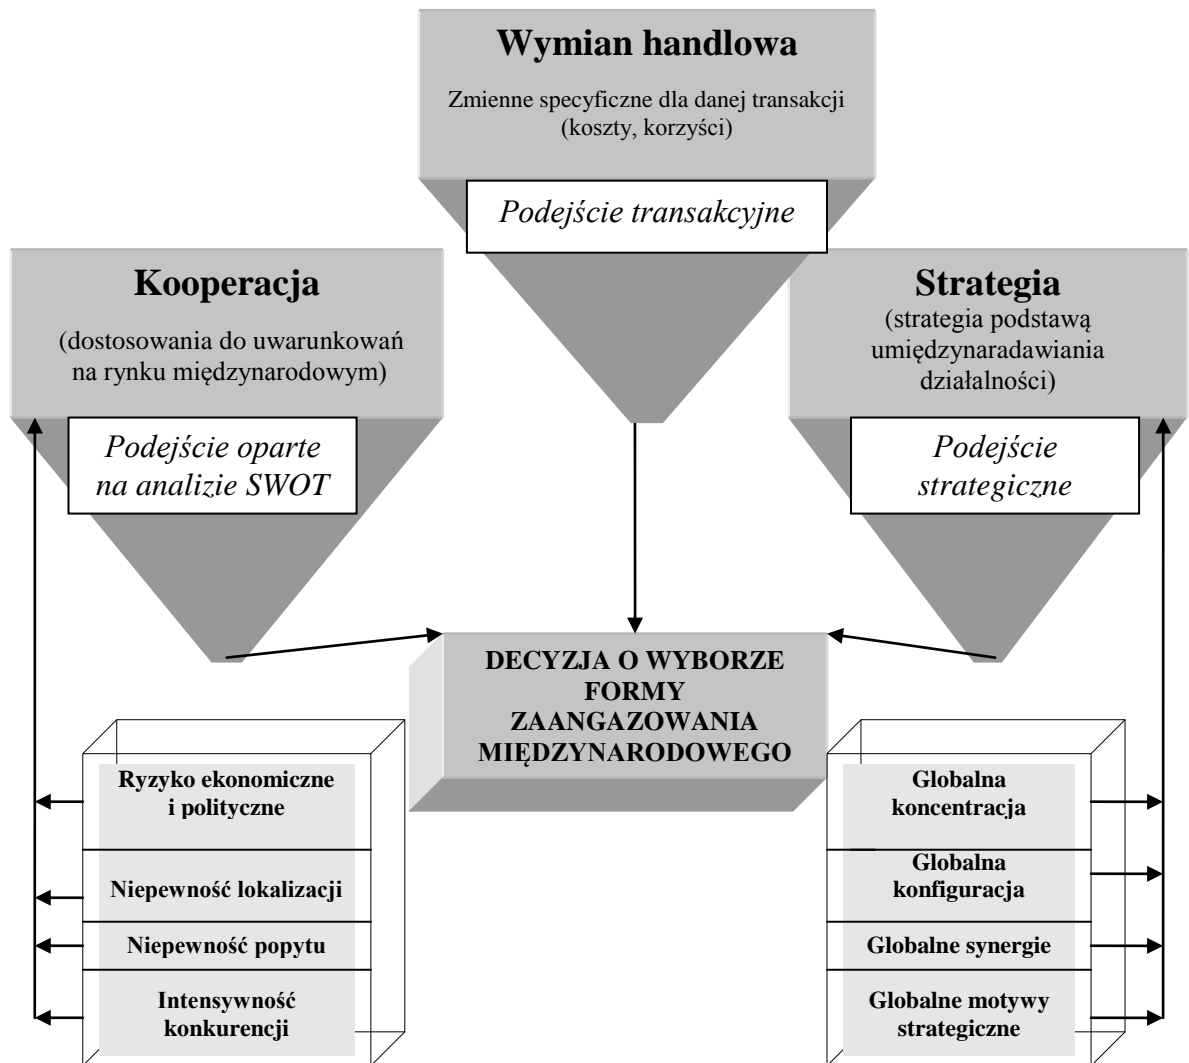 Wymian handlowa
Zmienne specyficzne dla danej transakcji
(koszty, korzyści)
Podejście transakcyjne
Kooperacja
(dostosowania do uwarunkowań
na rynku międzynarodowym)
Podejście oparte
na analizie SWOT
Strategia
(strategia podstawą
umiędzynaradawiania
działalności)
Podejście
strategiczne
DECYZJA O WYBORZE
FORMY
ZAANGAZOWANIA
MIĘDZYNARODOWEGO
Ryzyko ekonomiczne
i polityczne
Niepewność lokalizacji
Niepewność popytu
Intensywność
konkurencji
Globalna
koncentracja
Globalna
konfiguracja
Globalne synergie
Globalne motywy
strategiczne